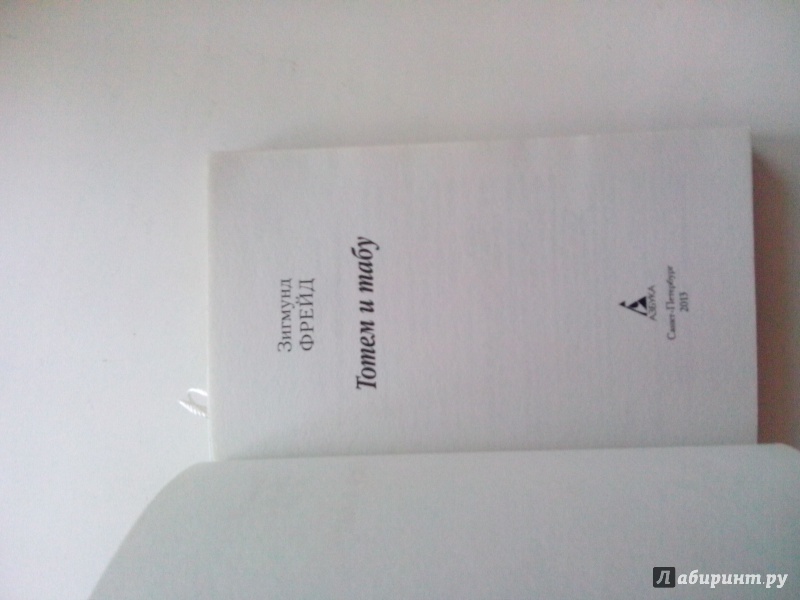 Зигмунд
ФРЕЙД
Тотем и табу
АЗБУКА
Санкт-Петербург
2013
Лабиринт.ру